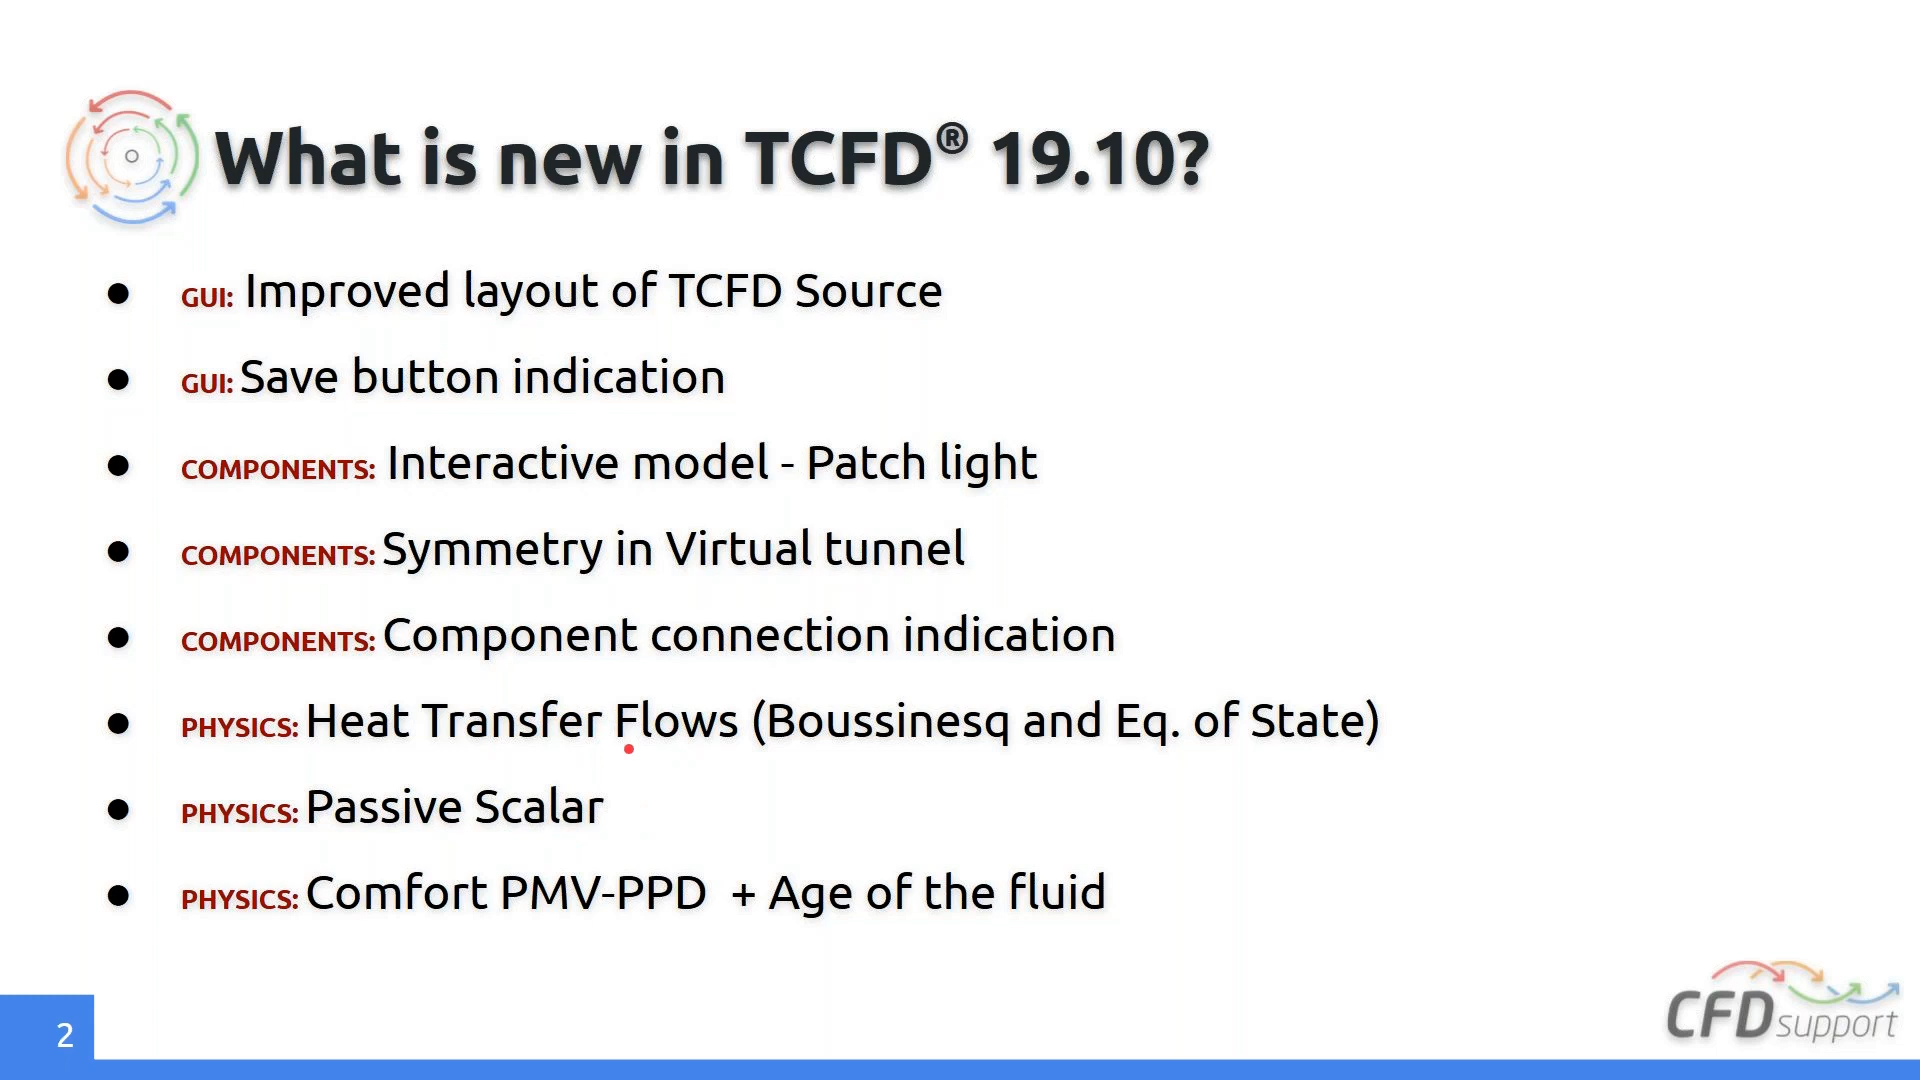 What is new in TCFD® 19.10?
● GUI: Improved layout of TCFD Source
● GUI: Save button indication
● COMPONENTS: Interactive model - Patch light
● COMPONENTS: Symmetry in Virtual tunnel
● COMPONENTS: Component connection indication
● PHYSICS: Heat Transfer Flows (Boussinesq and Eq. of State)
● PHYSICS: Passive Scalar
● PHYSICS: Comfort PMV-PPD + Age of the fluid
CFD support
2